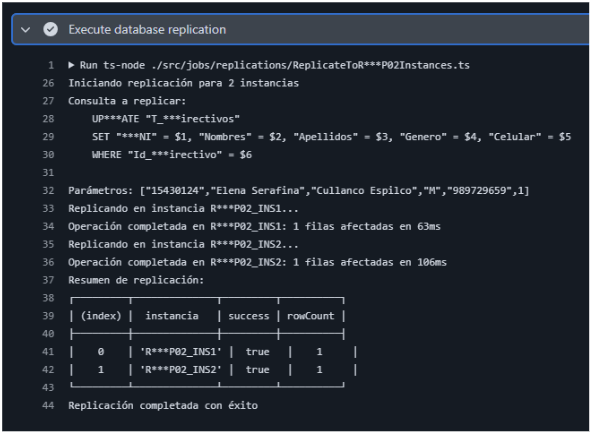 Execute database replication
1 ▶ Run ts-node ./src/jobs/replications/ReplicateToR***P02Instances.ts
26 Iniciando replicación para 2 instancias
27 Consulta a replicar:
28 UP***ATE "T_***irectivos"
29 SET "***NI" = $1, "Nombres" = $2, "Apellidos" = $3, "Genero" = $4, "Celular" = $5
30 WHERE "Id_***irectivo" = $6
31
32 Parámetros: ["15430124","Elena Serafina","Cullanco Espilco","M","989729659",1]
33 Replicando en instancia R***P02_INS1...
34 Operación completada en R***P02_INS1: 1 filas afectadas en 63ms
35 Replicando en instancia R***P02_INS2...
36 Operación completada en R***P02_INS2: 1 filas afectadas en 106ms
37 Resumen de replicación:
38 ┌─────────┬────────────────┬─────────┬──────────┐
39 │ (index) │ instancia │ success │ rowCount │
40 ├─────────┼────────────────┼─────────┼──────────┤
41 │ 0 │ 'R***P02_INS1' │ true │ 1 │
42 │ 1 │ 'R***P02_INS2' │ true │ 1 │
43 └─────────┴────────────────┴─────────┴──────────┘
44 Replicación completada con éxito